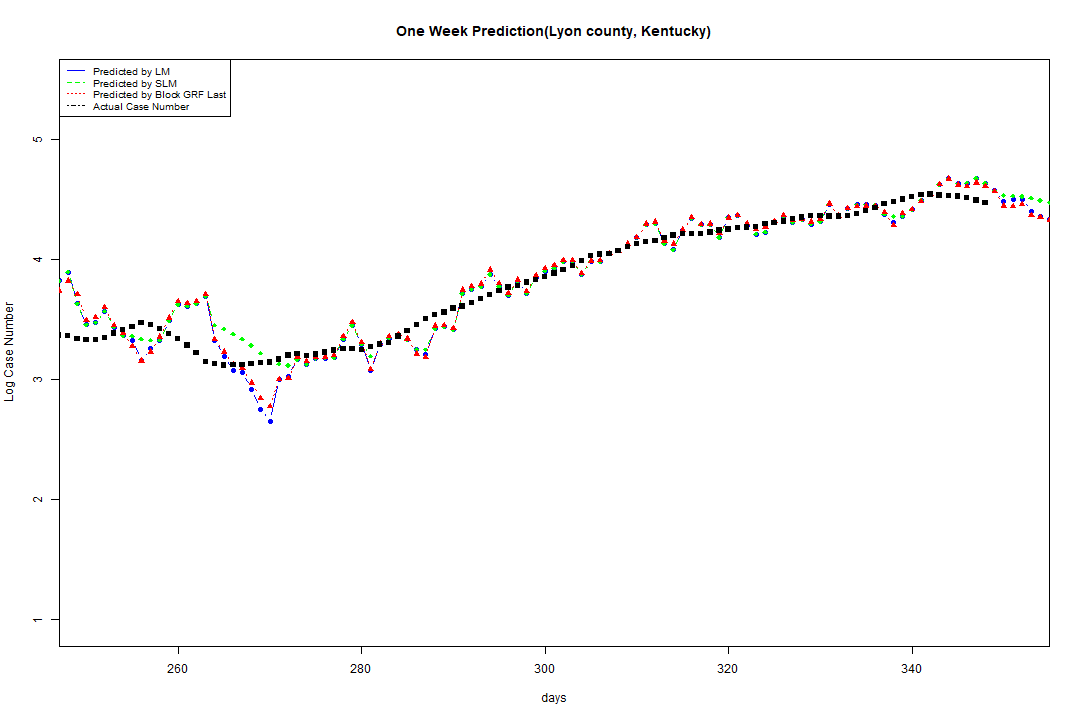 One Week Prediction(Lyon county, Kentucky)
Predicted by LM
Predicted by SLM
Predicted by Block GRF Last
Actual Case Number
5
4
3
2
1
Log Case Number
260
280
300
320
340
days